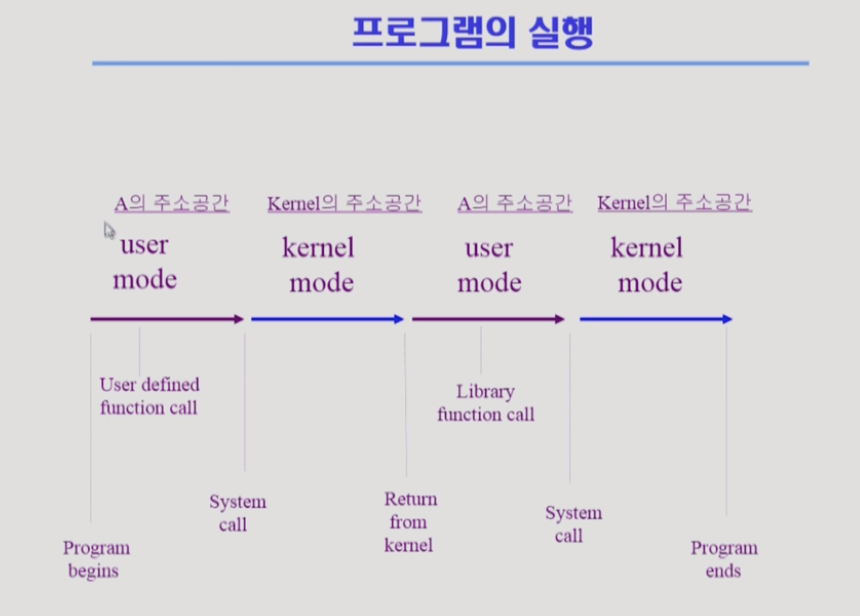 프로그램의 실행
A의 주소공간
Kernel의 주소공간
A의 주소공간
Kernel의 주소공간
user
mode
kernel
mode
user
mode
kernel
mode
User defined
function call
Library
function call
System
call
Return
from
kernel
System
call
Program
begins
Program
ends